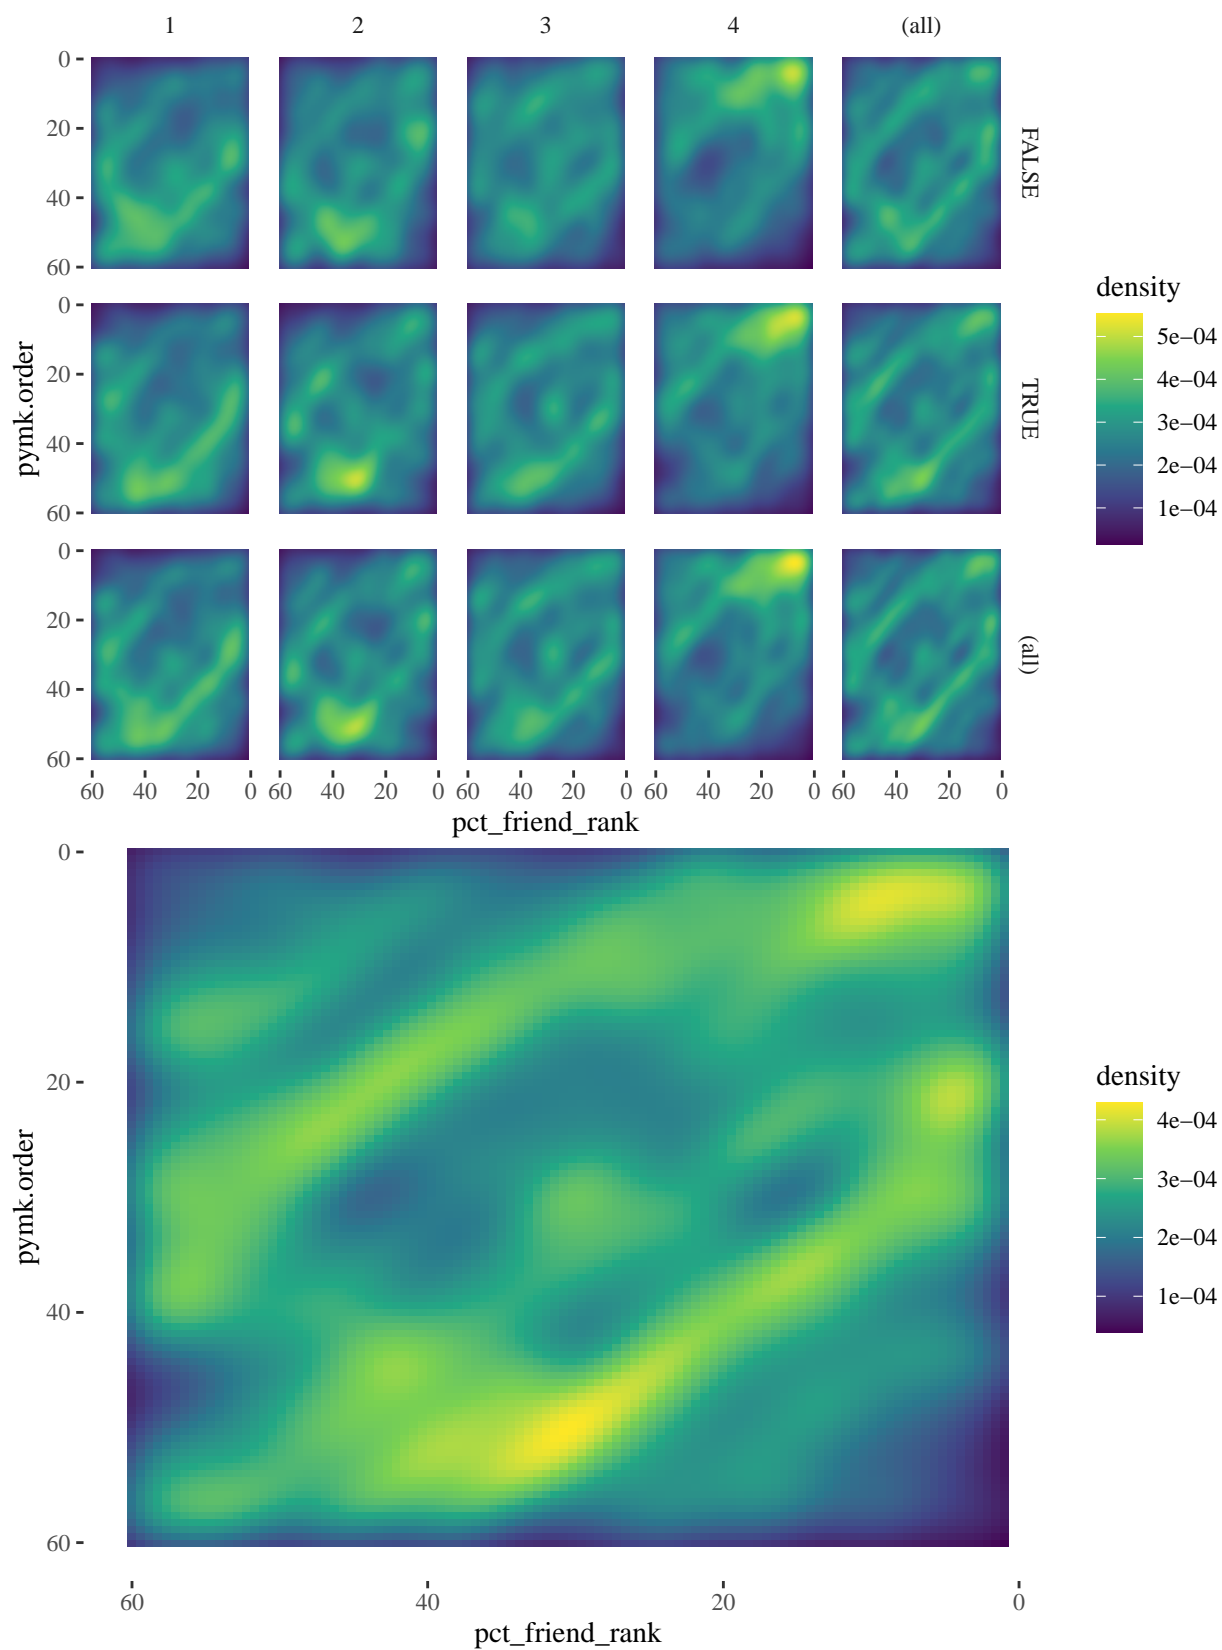 1 2 3 4 (all)
0
20
40
60
FALSE
0
20
40
60
TRUE
0
20
40
60
(all)
pymk.order
60 40 20 0 60 40 20 0 60 40 20 0 60 40 20 0 60 40 20 0
pct_friend_rank
density
5e−04
4e−04
3e−04
2e−04
1e−04
0
20
40
60
pymk.order
60 40 20 0
pct_friend_rank
density
4e−04
3e−04
2e−04
1e−04